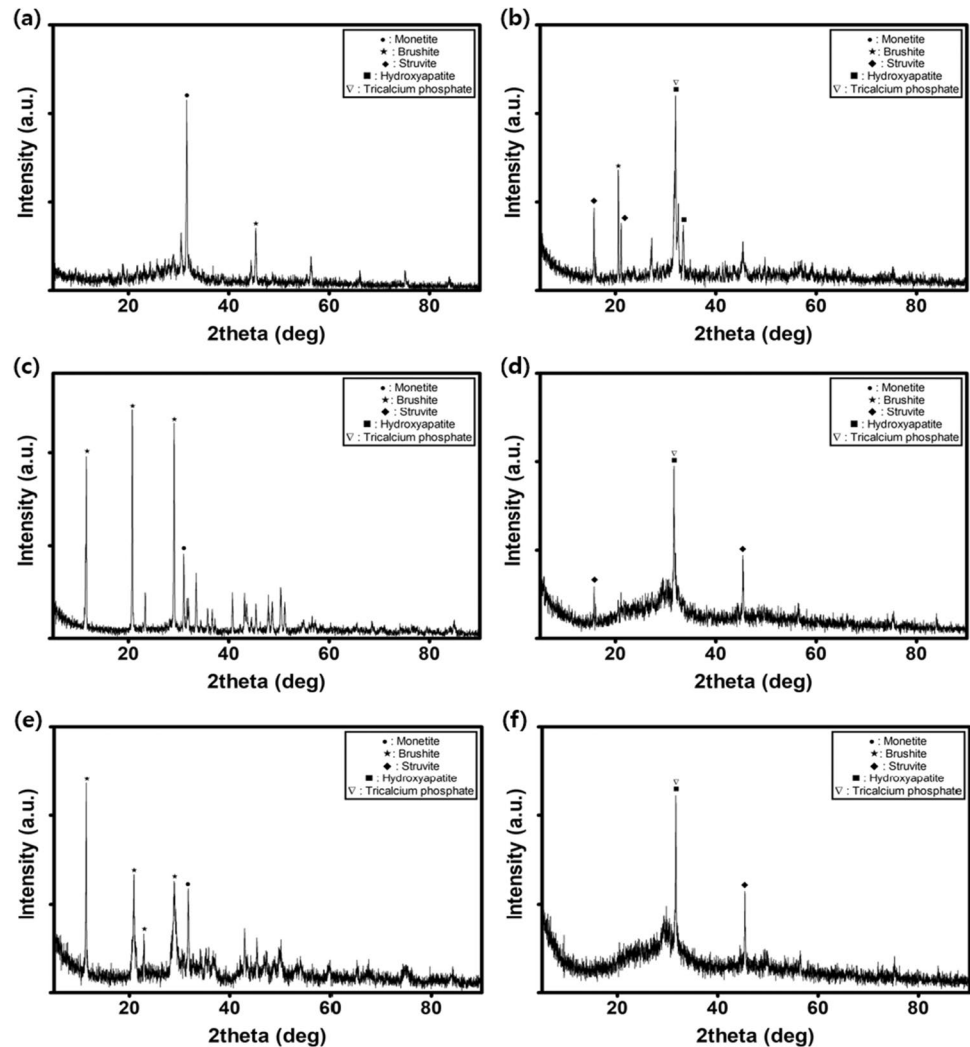 (a)
● : Monetite
★ : Brushite
◆ : Struvite
■ : Hydroxyapatite
▽ : Tricalcium phosphate
Intensity (a.u.)
20 40 60 80
2theta (deg)
(b)
● : Monetite
★ : Brushite
◆ : Struvite
■ : Hydroxyapatite
▽ : Tricalcium phosphate
Intensity (a.u.)
20 40 60 80
2theta (deg)
(c)
● : Monetite
★ : Brushite
◆ : Struvite
■ : Hydroxyapatite
▽ : Tricalcium phosphate
Intensity (a.u.)
20 40 60 80
2theta (deg)
(d)
● : Monetite
★ : Brushite
◆ : Struvite
■ : Hydroxyapatite
▽ : Tricalcium phosphate
Intensity (a.u.)
20 40 60 80
2theta (deg)
(e)
● : Monetite
★ : Brushite
◆ : Struvite
■ : Hydroxyapatite
▽ : Tricalcium phosphate
Intensity (a.u.)
20 40 60 80
2theta (deg)
(f)
● : Monetite
★ : Brushite
◆ : Struvite
■ : Hydroxyapatite
▽ : Tricalcium phosphate
Intensity (a.u.)
20 40 60 80
2theta (deg)